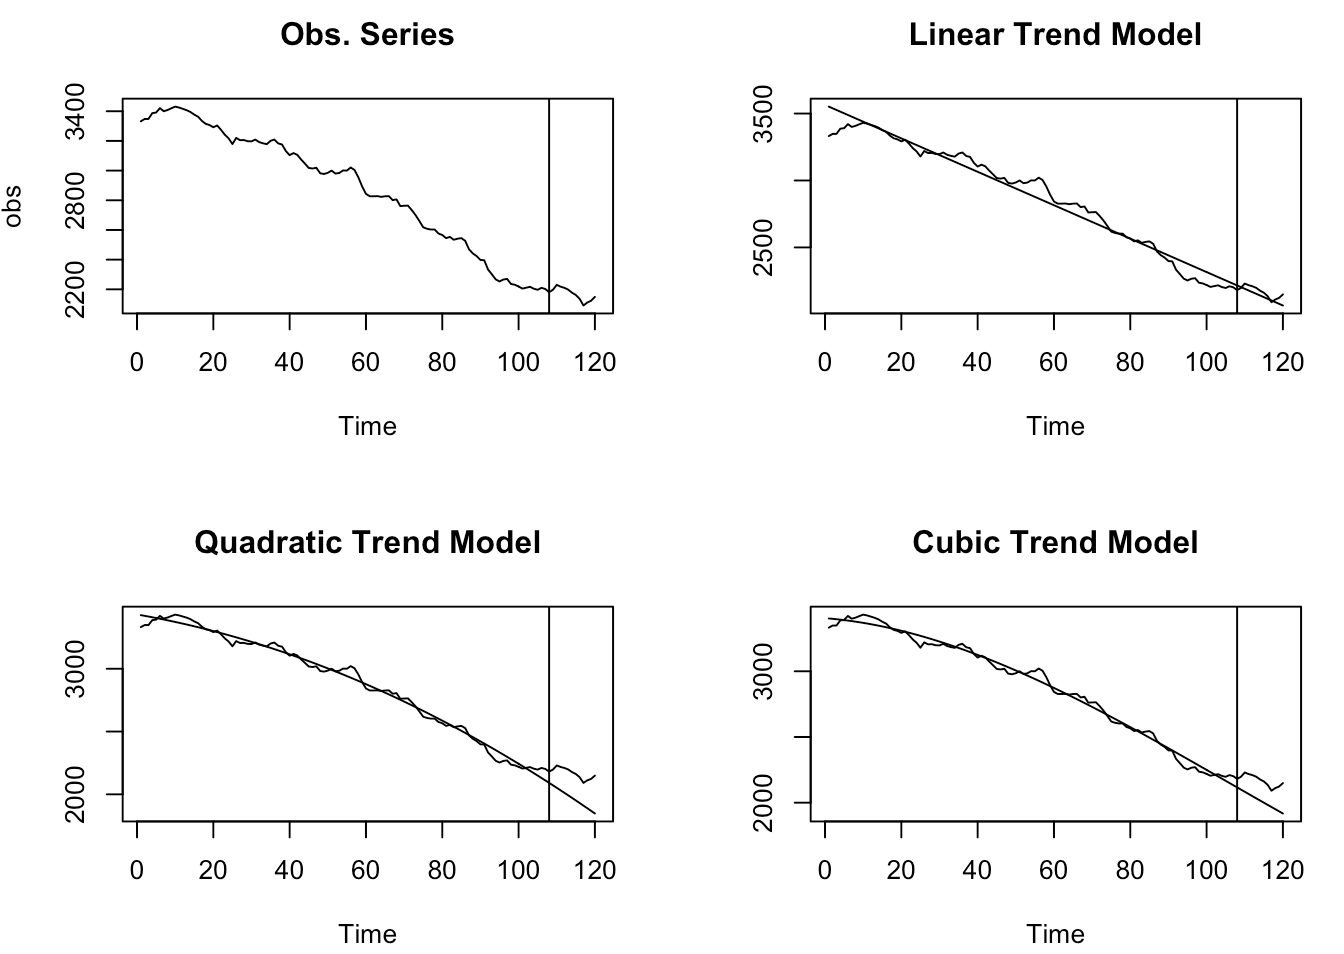 Obs. Series
obs
3400
2800
2200
0 20 40 60 80 100 120
Time
Linear Trend Model
3500
2500
0 20 40 60 80 100 120
Time
Quadratic Trend Model
3000
2000
0 20 40 60 80 100 120
Time
Cubic Trend Model
3000
2000
0 20 40 60 80 100 120
Time